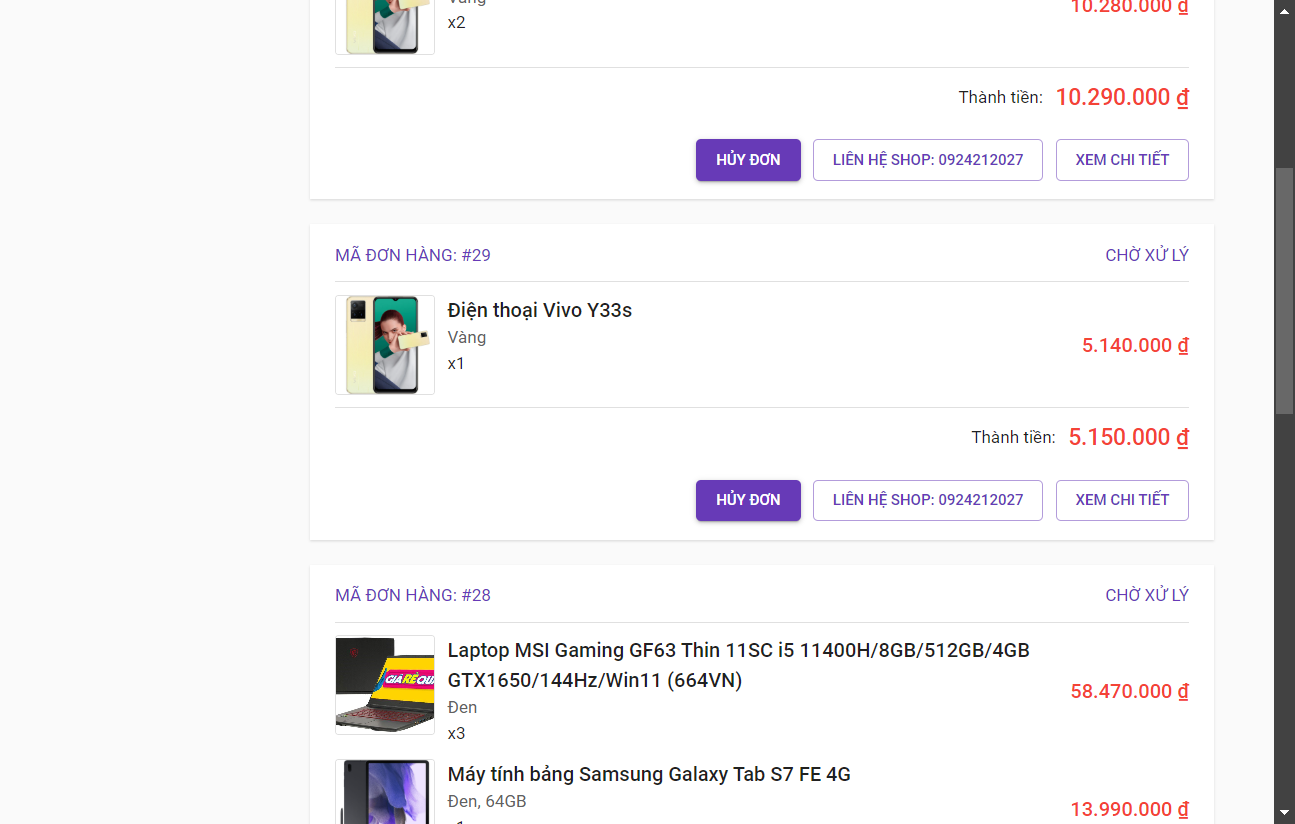 Vàng
10.280.000 ₫
x2
Thành tiền: 10.290.000 ₫
HỦY ĐƠN LIÊN HỆ SHOP: 0924212027 XEM CHI TIẾT
MÃ ĐƠN HÀNG: #29 CHỜ XỬ LÝ
Điện thoại Vivo Y33s
Vàng
5.140.000 ₫
x1
Thành tiền: 5.150.000 ₫
HỦY ĐƠN LIÊN HỆ SHOP: 0924212027 XEM CHI TIẾT
MÃ ĐƠN HÀNG: #28 CHỜ XỬ LÝ
Laptop MSI Gaming GF63 Thin 11SC i5 11400H/8GB/512GB/4GB
GTX1650/144Hz/Win11 (664VN)
58.470.000 ₫
Đen
x3
GIÁ RẺ
Máy tính bảng Samsung Galaxy Tab S7 FE 4G
Đen, 64GB
13.990.000 ₫